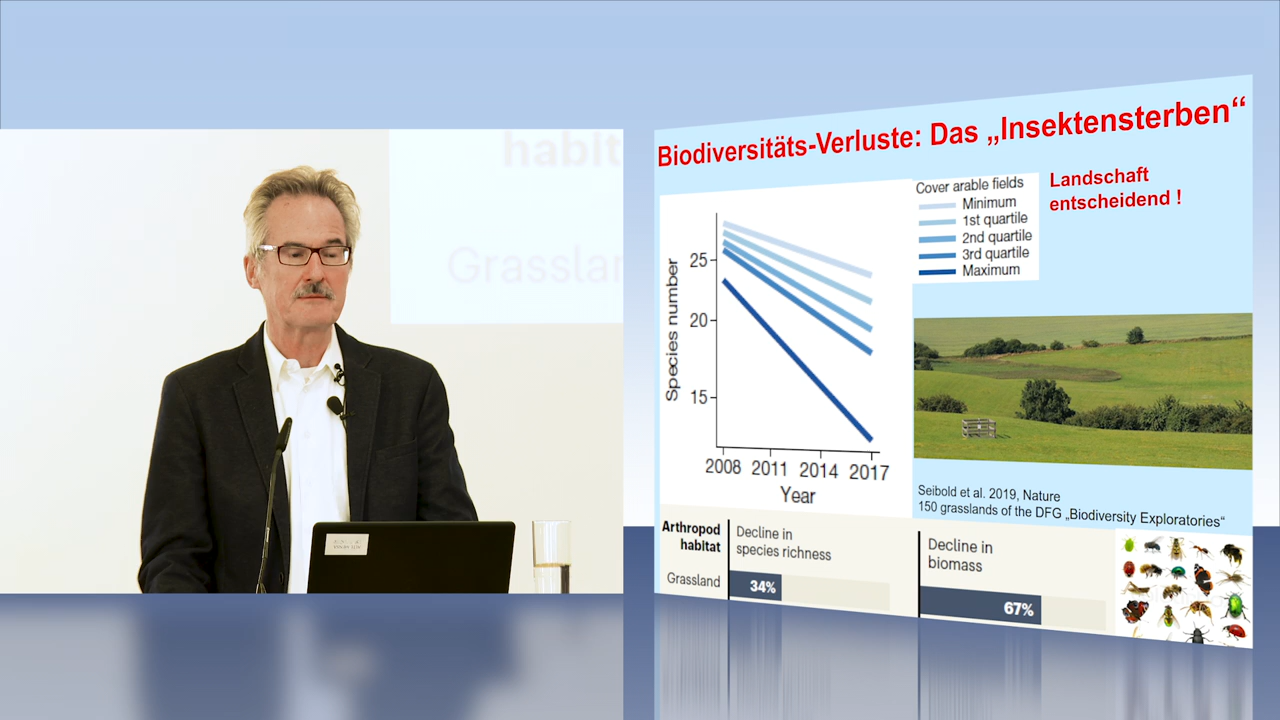 habit
Grasslan
Biodiversitäts-Verluste: Das „Insektensterben“
Landschaft
entscheidend !
Cover arable fields
Minimum
1st quartile
2nd quartile
3rd quartile
Maximum
Species number
25
20
15
2008 2011 2014 2017
Year
Seibold et al. 2019, Nature
150 grasslands of the DFG „Biodiversity Exploratories“
Arthropod
habitat
Decline in
species richness
Decline in
biomass
Grassland
34%
67%